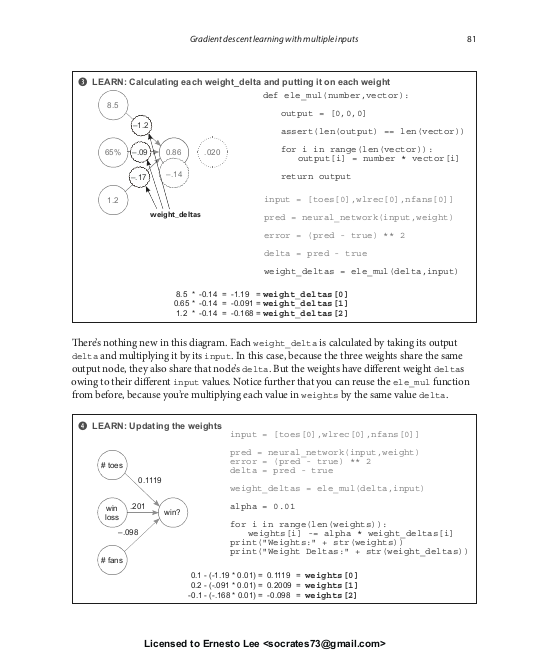 Gradient descent learning with multiple inputs 81
3 LEARN: Calculating each weight_delta and putting it on each weight
8.5
–1.2
65%
–.09
0.86
.020
–.14
–.17
1.2
weight_deltas
def ele_mul(number,vector):
output = [0,0,0]
assert(len(output) == len(vector))
for i in range(len(vector)):
output[i] = number * vector[i]
return output
input = [toes[0],wlrec[0],nfans[0]]
pred = neural_network(input,weight)
error = (pred - true) ** 2
delta = pred - true
weight_deltas = ele_mul(delta,input)
8.5 * -0.14 = -1.19 = weight_deltas[0]
0.65 * -0.14 = -0.091 = weight_deltas[1]
1.2 * -0.14 = -0.168 = weight_deltas[2]
There's nothing new in this diagram. Each weight_delta is calculated by taking its output
delta and multiplying it by its input. In this case, because the three weights share the same
output node, they also share that node's delta. But the weights have different weight deltas
owing to their different input values. Notice further that you can reuse the ele_mul function
from before, because you're multiplying each value in weights by the same value delta.
4 LEARN: Updating the weights
# toes
0.1119
win
loss
.201
win?
–.098
# fans
input = [toes[0],wlrec[0],nfans[0]]
pred = neural_network(input,weight)
error = (pred - true) ** 2
delta = pred - true
weight_deltas = ele_mul(delta,input)
alpha = 0.01
for i in range(len(weights)):
weights[i] -= alpha * weight_deltas[i]
print("Weights:" + str(weights))
print("Weight Deltas:" + str(weight_deltas))
0.1 - (-1.19 * 0.01) = 0.1119 = weights[0]
0.2 - (-.091 * 0.01) = 0.2009 = weights[1]
-0.1 - (-.168 * 0.01) = -0.098 = weights[2]
Licensed to Ernesto Lee <socrates73@gmail.com>